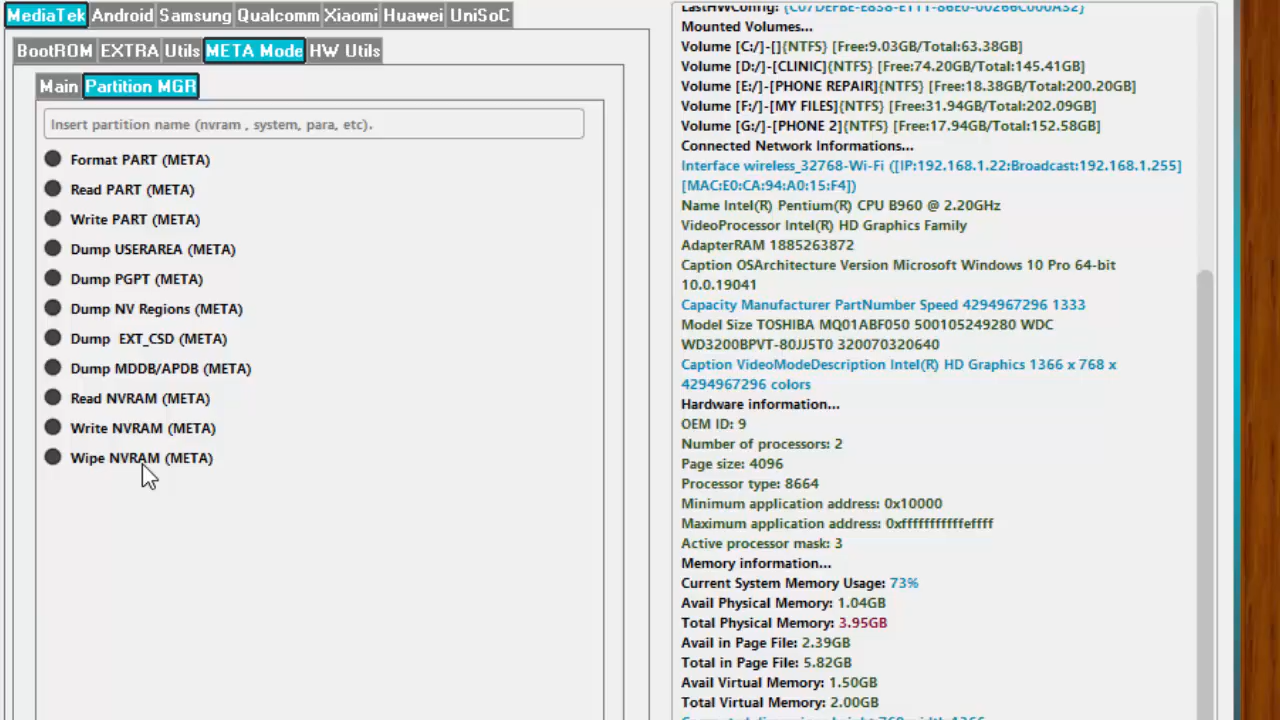 MediaTek Android Samsung Qualcomm Xiaomi Huawei UniSoC
BootROM EXTRA Utils META Mode HW Utils
Main Partition MGR
Insert partition name (nvram , system, para, etc).
Format PART (META)
Read PART (META)
Write PART (META)
Dump USERAREA (META)
Dump PGPT (META)
Dump NV Regions (META)
Dump  EXT_CSD (META)
Dump MDDB/APDB (META)
Read NVRAM (META)
Write NVRAM (META)
Wipe NVRAM (META)
Mounted Volumes...
Volume [C:/]-[]{NTFS} [Free:9.03GB/Total:63.38GB]
Volume [D:/]-[CLINIC]{NTFS} [Free:74.20GB/Total:145.41GB]
Volume [E:/]-[PHONE REPAIR]{NTFS} [Free:18.38GB/Total:200.20GB]
Volume [F:/]-[MY FILES]{NTFS} [Free:31.94GB/Total:202.09GB]
Volume [G:/]-[PHONE 2]{NTFS} [Free:17.94GB/Total:152.58GB]
Connected Network Informations...
Interface wireless_32768-Wi-Fi ([IP:192.168.1.22:Broadcast:192.168.1.255]
[MAC:E0:CA:94:A0:15:F4])
Name Intel(R) Pentium(R) CPU B960 @ 2.20GHz
VideoProcessor Intel(R) HD Graphics Family
AdapterRAM 1885263872
Caption OSArchitecture Version Microsoft Windows 10 Pro 64-bit
10.0.19041
Capacity Manufacturer PartNumber Speed 4294967296 1333
Model Size TOSHIBA MQ01ABF050 500105249280 WDC
WD3200BPVT-80JJ5T0 320070320640
Caption VideoModeDescription Intel(R) HD Graphics 1366 x 768 x
4294967296 colors
Hardware information...
OEM ID: 9
Number of processors: 2
Page size: 4096
Processor type: 8664
Minimum application address: 0x10000
Maximum application address: 0xfffffffffffeffff
Active processor mask: 3
Memory information...
Current System Memory Usage: 73%
Avail Physical Memory: 1.04GB
Total Physical Memory: 3.95GB
Avail in Page File: 2.39GB
Total in Page File: 5.82GB
Avail Virtual Memory: 1.50GB
Total Virtual Memory: 2.00GB